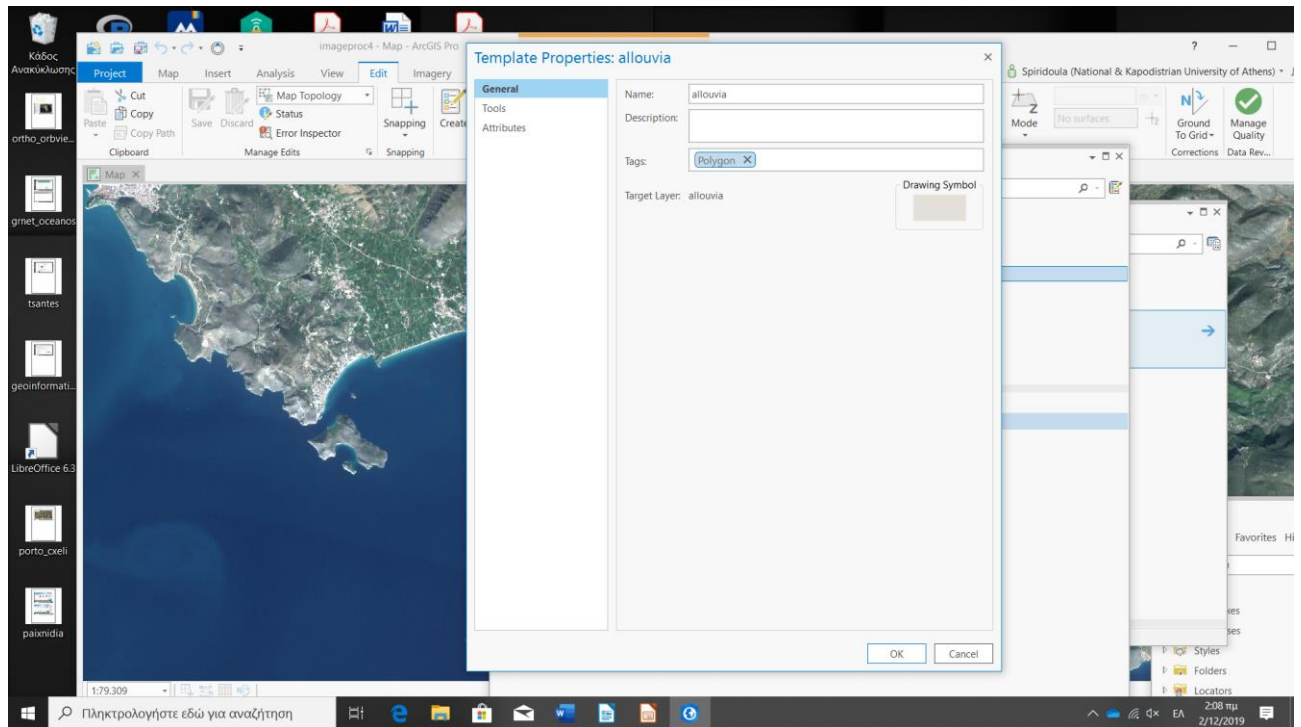 Κάδος
Ανακύκλωσης
ortho_orbvie...
grnet_oceanos
tsantes
geoinformati...
LibreOffice 6.3
porto_cxeli
paixnidia
imageproc4 - Map - ArcGIS Pro
Project Map Insert Analysis View Edit Imagery
Paste
Cut
Copy
Copy Path
Clipboard
Save Discard
Map Topology
Status
Error Inspector
Manage Edits
Snapping
Snapping
Create
Map
1:79.309
Template Properties: allouvia
General
Tools
Attributes
Name: allouvia
Description:
Tags: Polygon
Target Layer: allouvia
Drawing Symbol
OK Cancel
Spiridoula (National & Kapodistrian University of Athens)
Mode
No surfaces
Ground
To Grid
Corrections
Manage
Quality
Data Rev...
Favorites
Styles
Folders
Locators
Πληκτρολογήστε εδώ για αναζήτηση
ΕΛ
2:08 πμ
2/12/2019